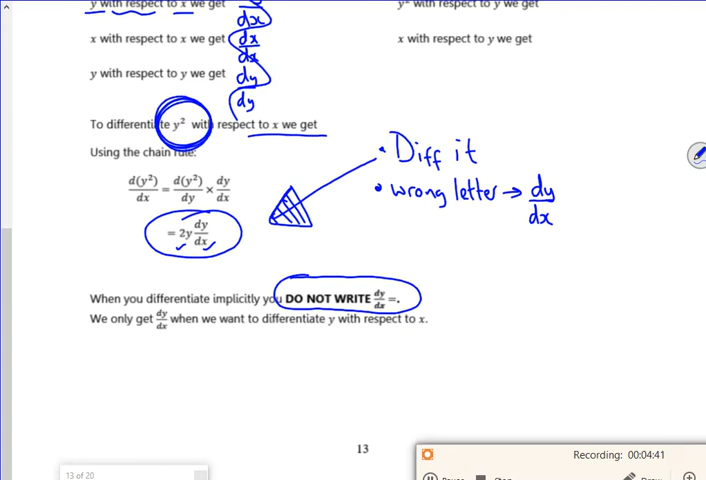 y with respect to x we get
dx
y² with respect to y we get
x with respect to x we get dx
dx
x with respect to y we get
y with respect to y we get dy
dy
To differentiate y² with respect to x we get
Using the chain rule:
d(y²)/dx = d(y²)/dy × dy/dx
= 2y dy/dx
• Diff it
• wrong letter → dy/dx
When you differentiate implicitly you DO NOT WRITE dy/dx =.
We only get dy/dx when we want to differentiate y with respect to x.
13
13 of 20
Recording: 00:04:41